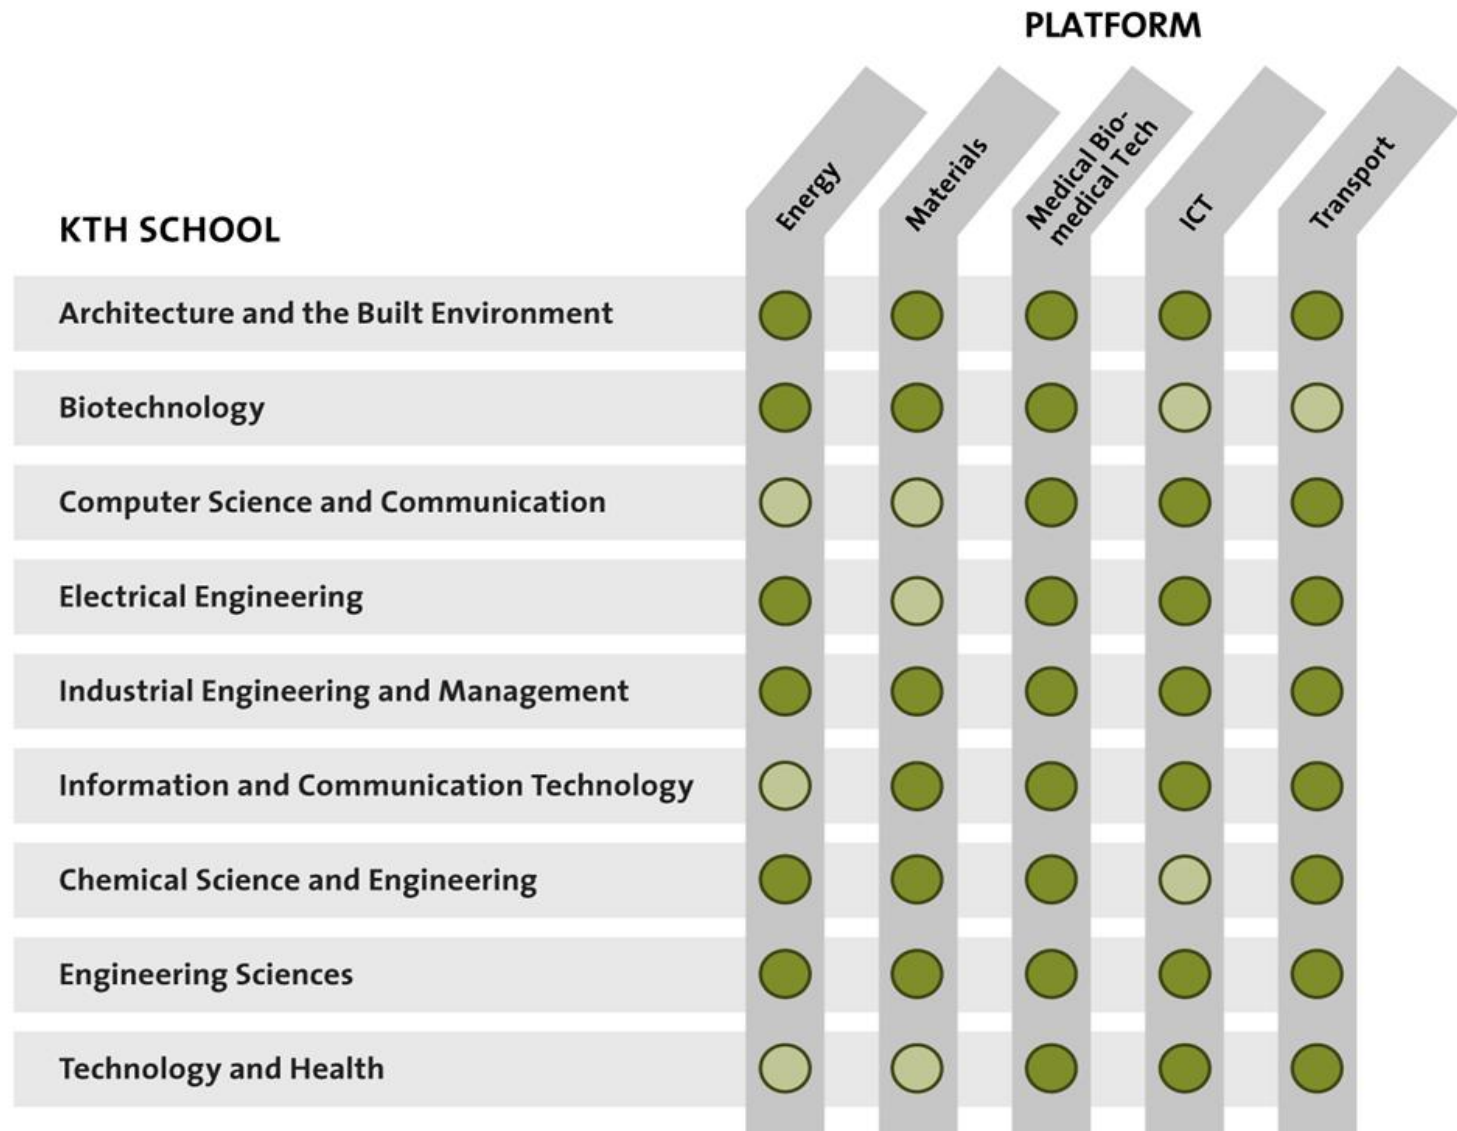 PLATFORM
Energy
Materials
Medical Bio-
medical Tech
ICT
Transport
KTH SCHOOL
Architecture and the Built Environment
Biotechnology
Computer Science and Communication
Electrical Engineering
Industrial Engineering and Management
Information and Communication Technology
Chemical Science and Engineering
Engineering Sciences
Technology and Health